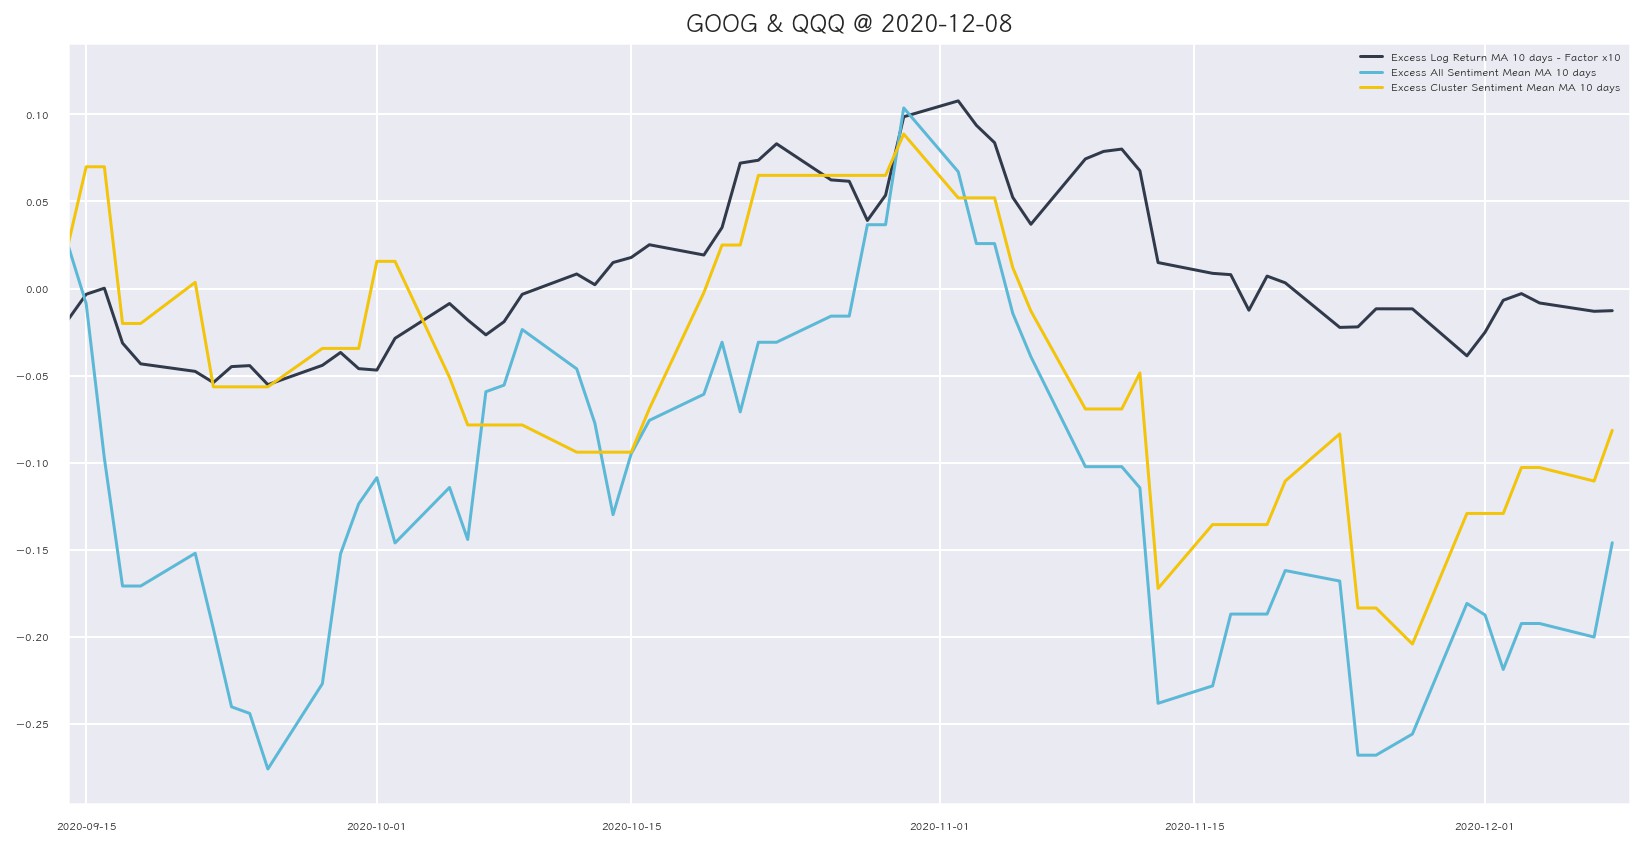 GOOG & QQQ @ 2020-12-08
Excess Log Return MA 10 days - Factor x10
Excess All Sentiment Mean MA 10 days
Excess Cluster Sentiment Mean MA 10 days
0.10
0.05
0.00
−0.05
−0.10
−0.15
−0.20
−0.25
2020-09-15 2020-10-01 2020-10-15 2020-11-01 2020-11-15 2020-12-01